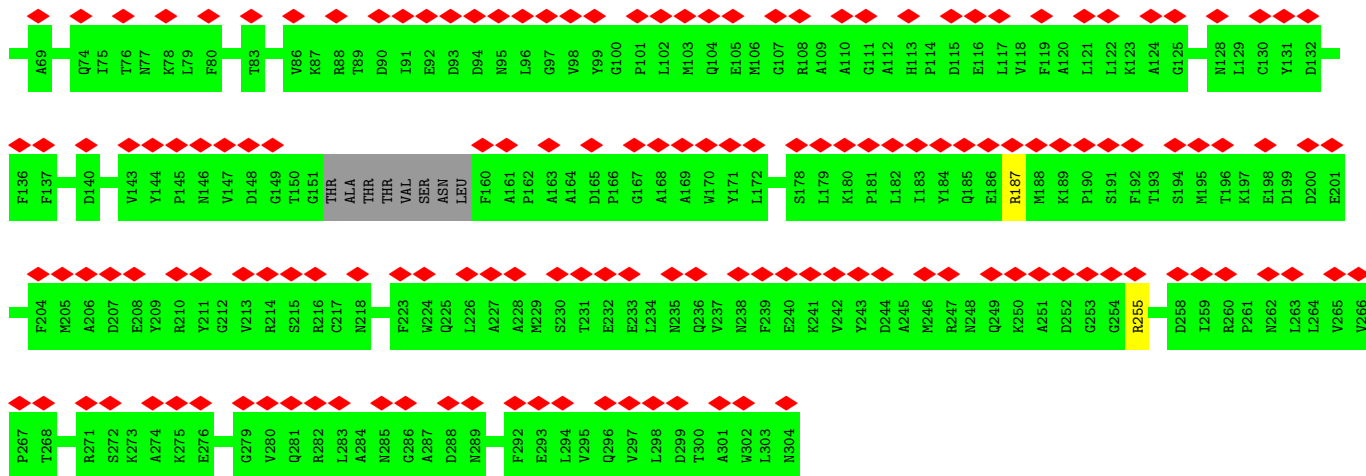 A69 Q74 I75 T76 N77 K78 L79 F80 T83 V86 K87 R88 T89 D90 I91 E92 D93 D94 N95 L96 G97 V98 Y99 G100 P101 L102 M103 Q104 E105 M106 G107 R108 A109 A110 G111 A112 H113 P114 D115 E116 L117 V118 F119 A120 L121 L122 K123 A124 G125 N128 L129 C130 Y131 D132
F136 F137 D140 V143 Y144 P145 N146 V147 D148 G149 T150 G151 THR ALA THR THR VAL SER ASN LEU F160 A161 P162 A163 A164 D165 P166 G167 A168 A169 W170 Y171 L172 S178 L179 K180 P181 L182 I183 Y184 Q185 E186 R187 M188 K189 P190 S191 F192 T193 S194 M195 T196 K197 E198 D199 D200 E201
F204 M205 A206 D207 E208 Y209 R210 Y211 G212 V213 R214 S215 R216 C217 N218 F223 W224 Q225 L226 A227 A228 M229 S230 T231 E232 E233 L234 N235 Q236 V237 N238 F239 E240 K241 V242 Y243 D244 A245 M246 R247 N248 Q249 K250 A251 D252 G253 G254 R255 D258 I259 R260 P261 N262 L263 L264 V265 V266
P267 T268 R271 S272 K273 A274 K275 E276 G279 V280 Q281 R282 L283 A284 N285 G286 A287 D288 N289 F292 E293 L294 V295 Q296 V297 L298 D299 T300 A301 W302 L303 N304